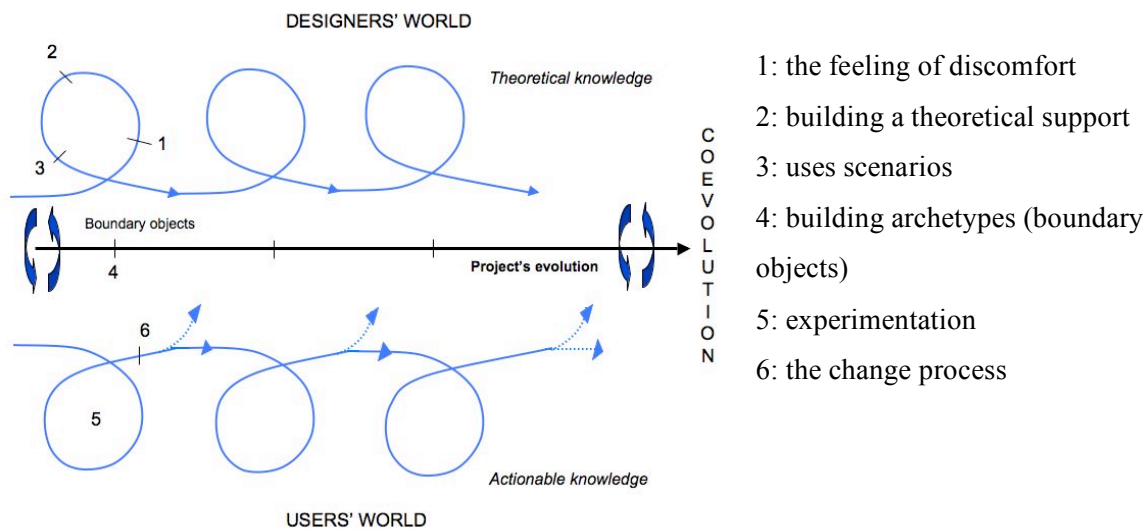 DESIGNERS' WORLD
2
Theoretical knowledge
1
3
Boundary objects
4
Project's evolution
COEVOLUTION
6
5
Actionable knowledge
USERS' WORLD
1: the feeling of discomfort
2: building a theoretical support
3: uses scenarios
4: building archetypes (boundary
objects)
5: experimentation
6: the change process